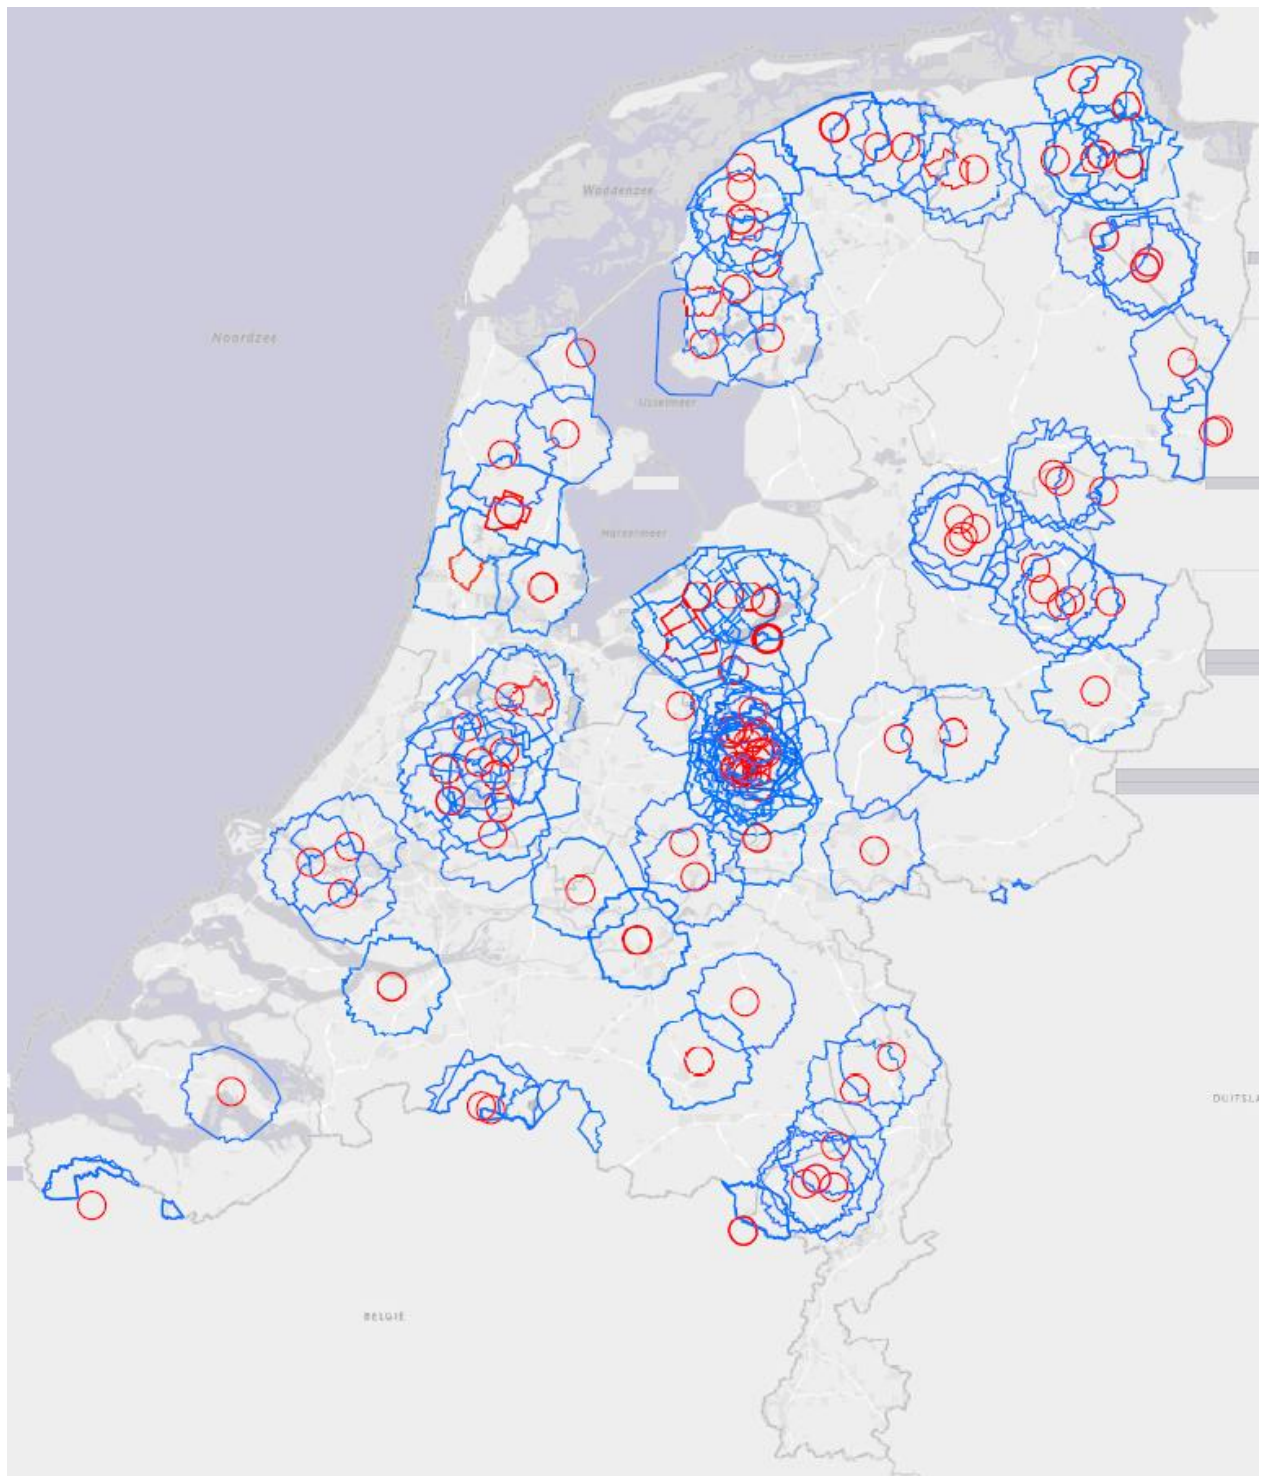 Waddenzee
Noordzee
IJsselmeer
Markermeer
DUITSLA
BELGIË